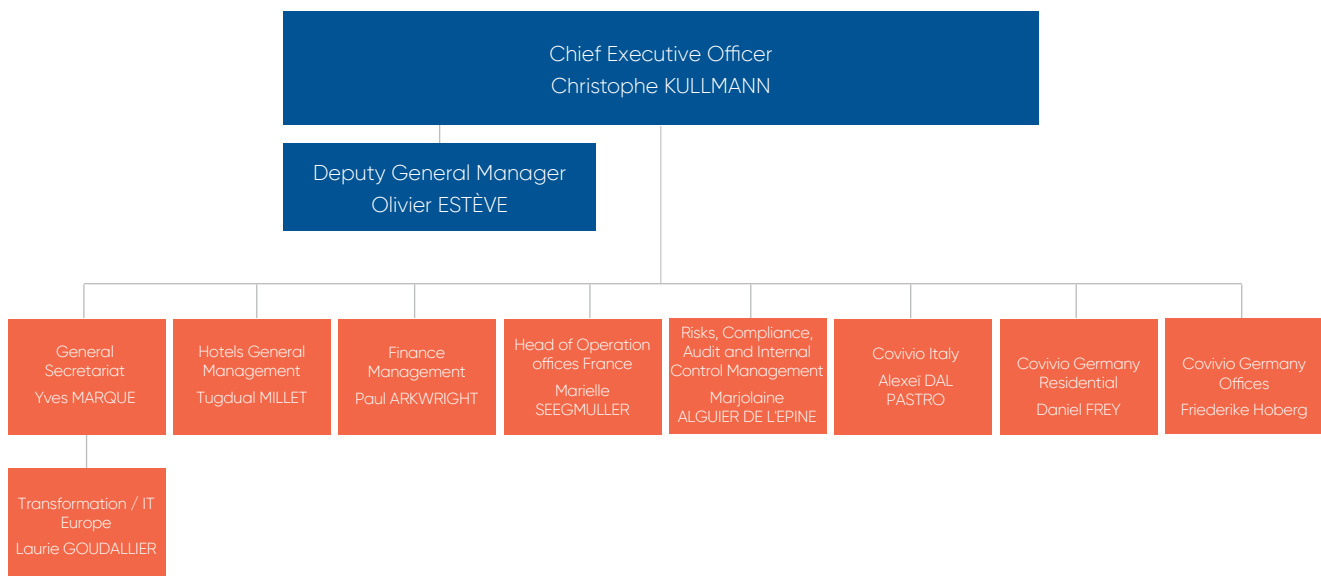 Chief Executive Officer
Christophe KULLMANN
Deputy General Manager
Olivier ESTÈVE
General
Secretariat
Yves MARQUE
Hotels General
Management
Tugdual MILLET
Finance
Management
Paul ARKWRIGHT
Head of Operation
offices France
Marielle
SEEGMULLER
Risks, Compliance,
Audit and Internal
Control Management
Marjolaine
ALGUIER DE L'EPINE
Covivio Italy
Alexeï DAL
PASTRO
Covivio Germany
Residential
Daniel FREY
Covivio Germany
Offices
Friederike Hoberg
Transformation / IT
Europe
Laurie GOUDALLIER